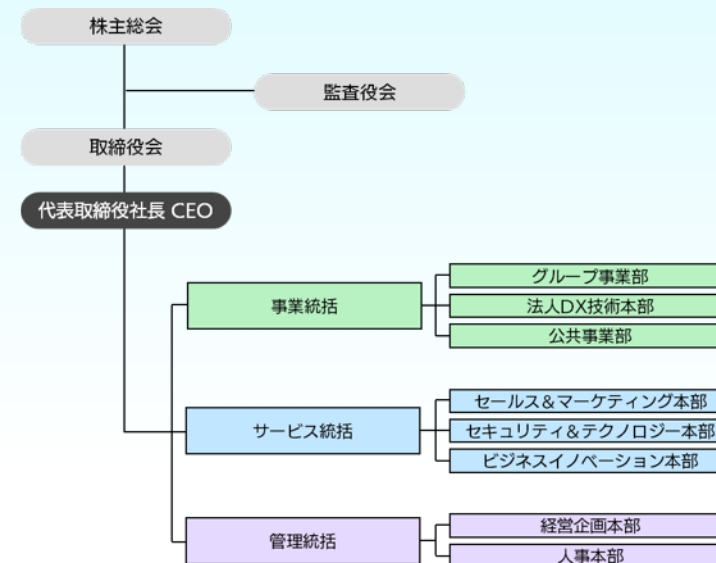 株主総会
監査役会
取締役会
代表取締役社長 CEO
事業統括
グループ事業部
法人DX技術本部
公共事業部
サービス統括
セールス＆マーケティング本部
セキュリティ＆テクノロジー本部
ビジネスイノベーション本部
管理統括
経営企画本部
人事本部